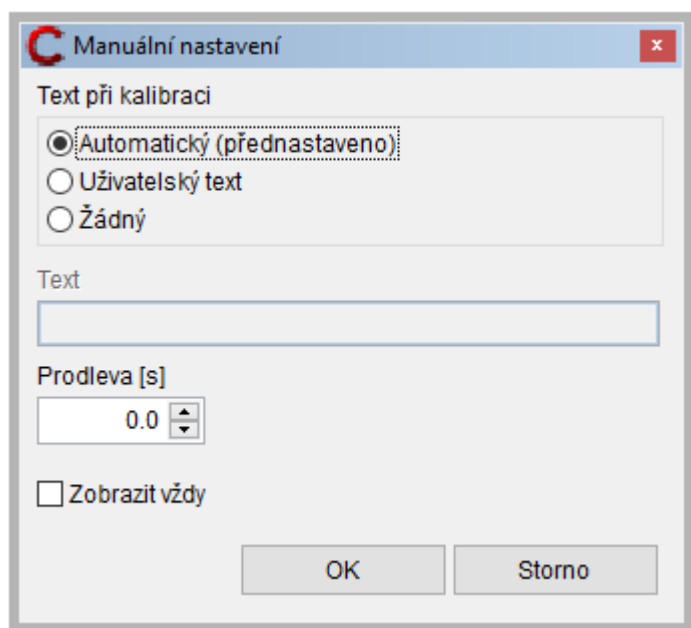 Manuální nastavení
Text při kalibraci
Automatický (přednastaveno)
Uživatelský text
Žádný
Text
Prodleva [s]
0.0
Zobrazit vždy
OK Storno